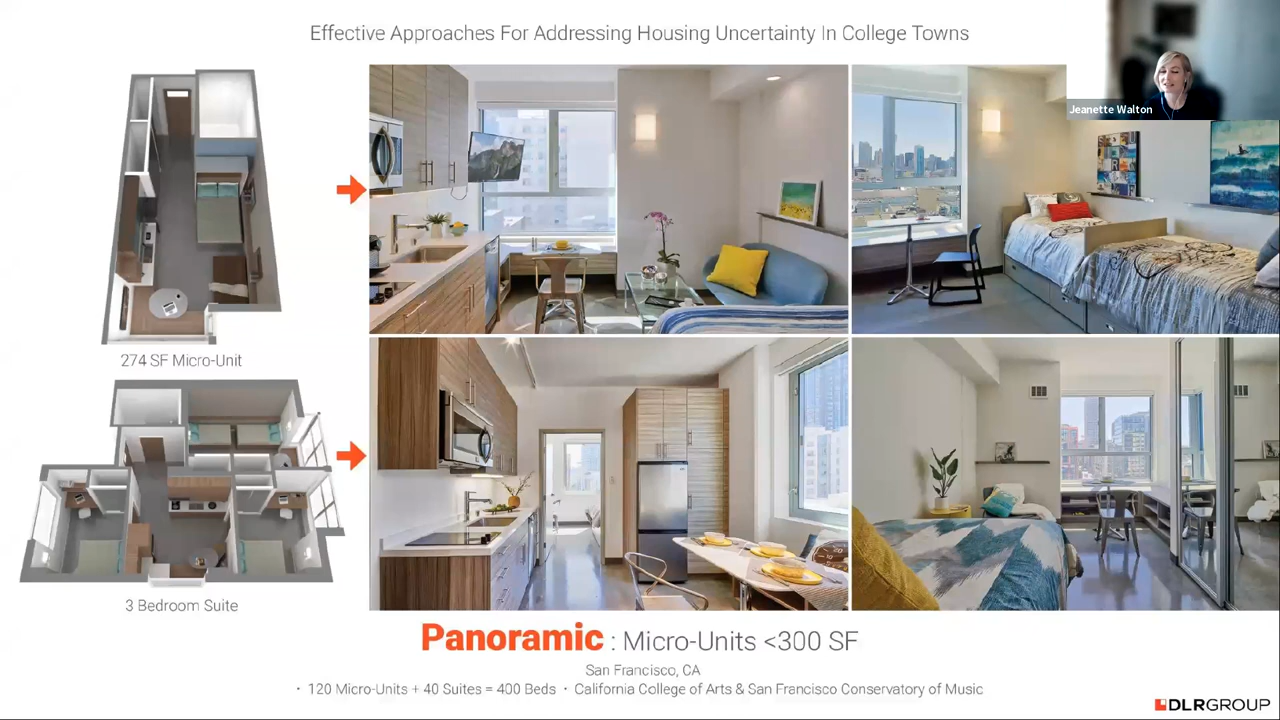 Effective Approaches For Addressing Housing Uncertainty In College Towns
Jeanette Walton
274 SF Micro-Unit
3 Bedroom Suite
Panoramic : Micro-Units <300 SF
San Francisco, CA
· 120 Micro-Units + 40 Suites = 400 Beds · California College of Arts & San Francisco Conservatory of Music
DLRGROUP